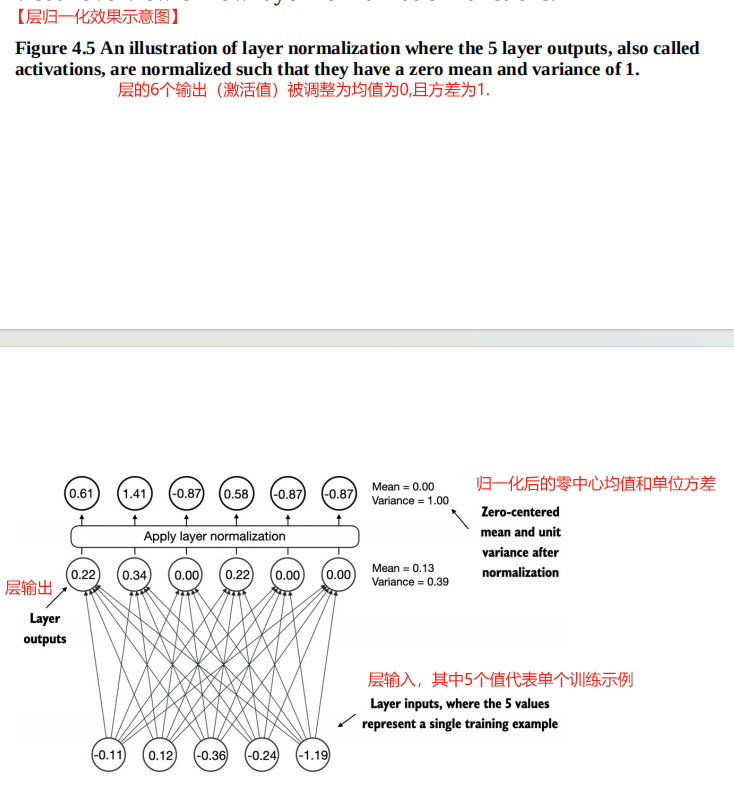 【层归一化效果示意图】
Figure 4.5 An illustration of layer normalization where the 5 layer outputs, also called
activations, are normalized such that they have a zero mean and variance of 1.
层的6个输出（激活值）被调整为均值为0,且方差为1.
0.61 1.41 -0.87 0.58 -0.87 -0.87
Mean = 0.00
Variance = 1.00
归一化后的零中心均值和单位方差
Zero-centered
mean and unit
variance after
normalization
Apply layer normalization
0.22 0.34 0.00 0.22 0.00 0.00
Mean = 0.13
Variance = 0.39
层输出
Layer
outputs
层输入，其中5个值代表单个训练示例
Layer inputs, where the 5 values
represent a single training example
-0.11 0.12 -0.36 -0.24 -1.19